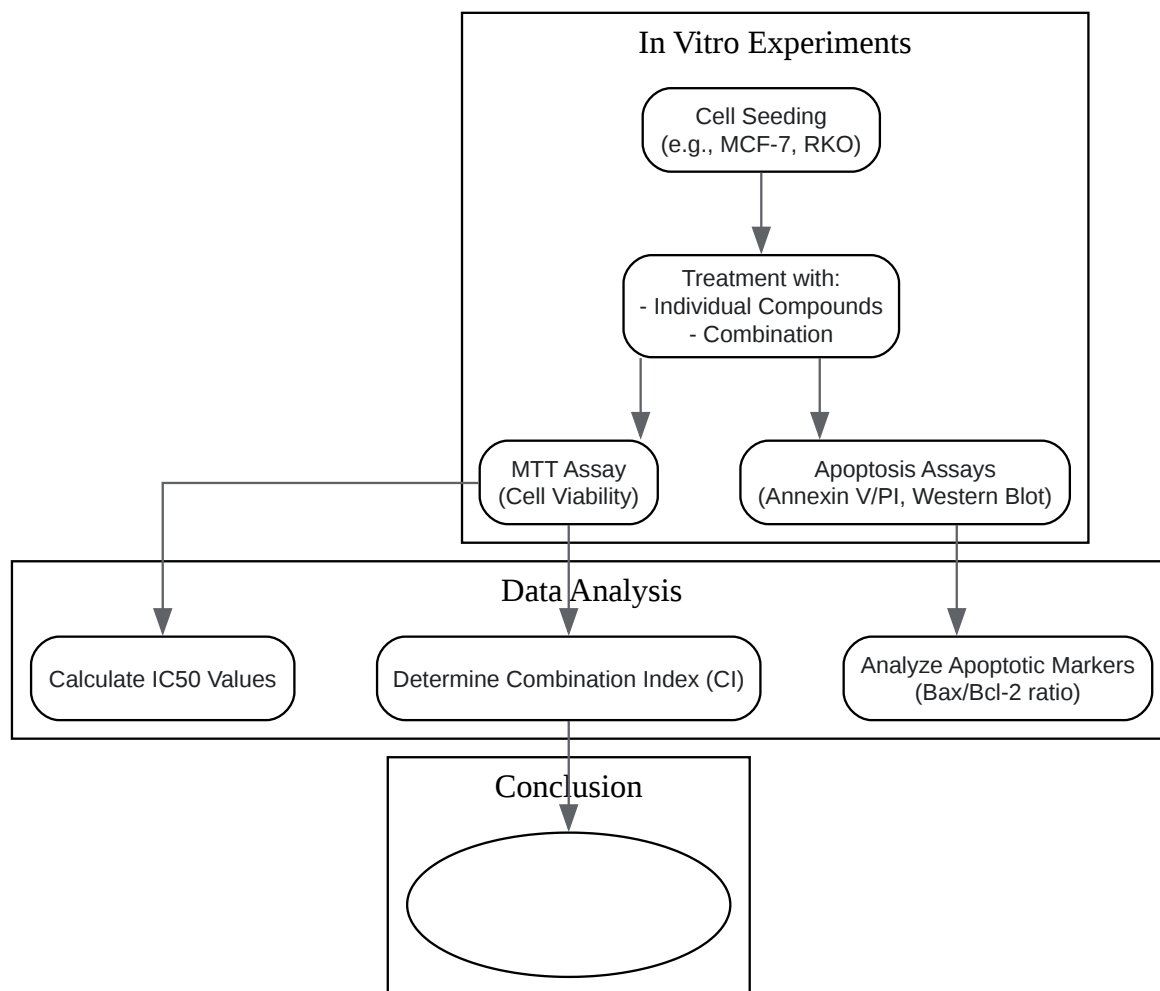 In Vitro Experiments
Cell Seeding
(e.g., MCF-7, RKO)
Treatment with:
- Individual Compounds
- Combination
MTT Assay
(Cell Viability)
Apoptosis Assays
(Annexin V/PI, Western Blot)
Data Analysis
Calculate IC50 Values
Determine Combination Index (CI)
Analyze Apoptotic Markers
(Bax/Bcl-2 ratio)
Conclusion